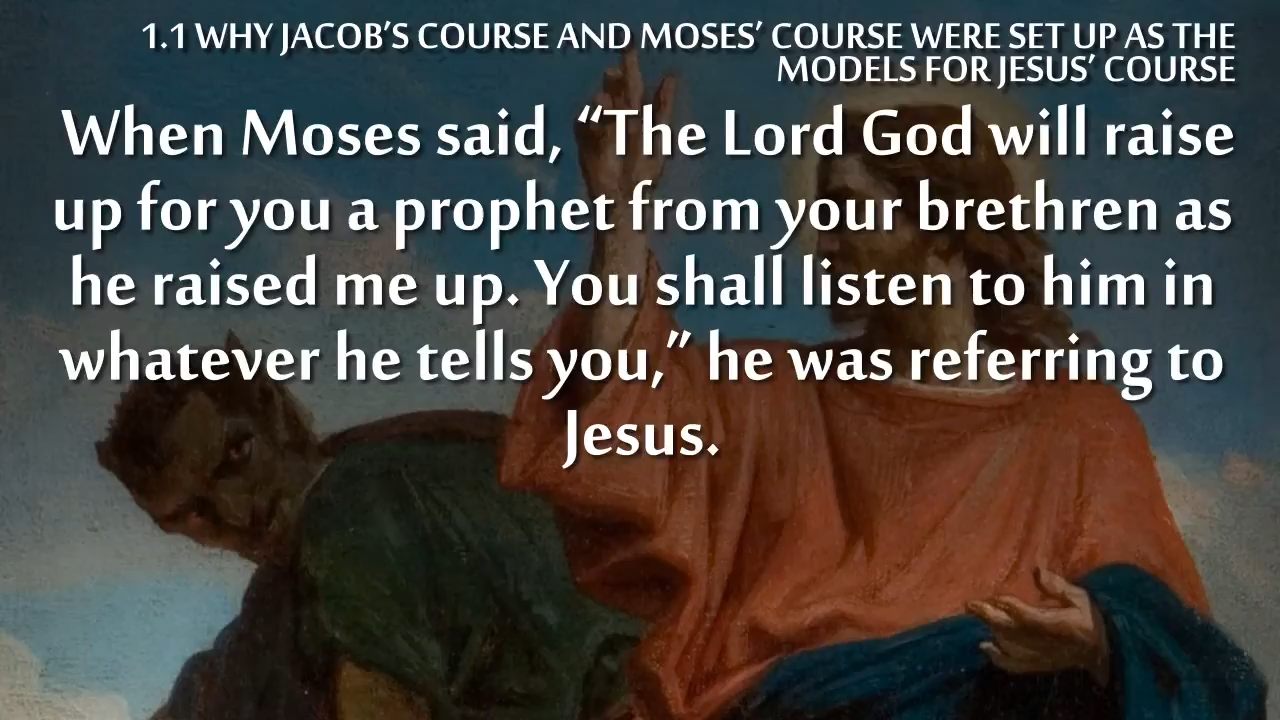 1.1 WHY JACOB’S COURSE AND MOSES’ COURSE WERE SET UP AS THE
MODELS FOR JESUS’ COURSE
When Moses said, “The Lord God will raise
up for you a prophet from your brethren as
he raised me up. You shall listen to him in
whatever he tells you,” he was referring to
Jesus.